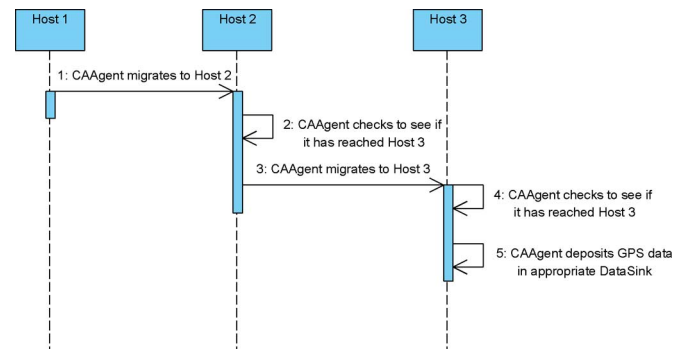 Host 1
Host 2
Host 3
1: CAAgent migrates to Host 2
2: CAAgent checks to see if
it has reached Host 3
3: CAAgent migrates to Host 3
4: CAAgent checks to see if
it has reached Host 3
5: CAAgent deposits GPS data
in appropriate DataSink